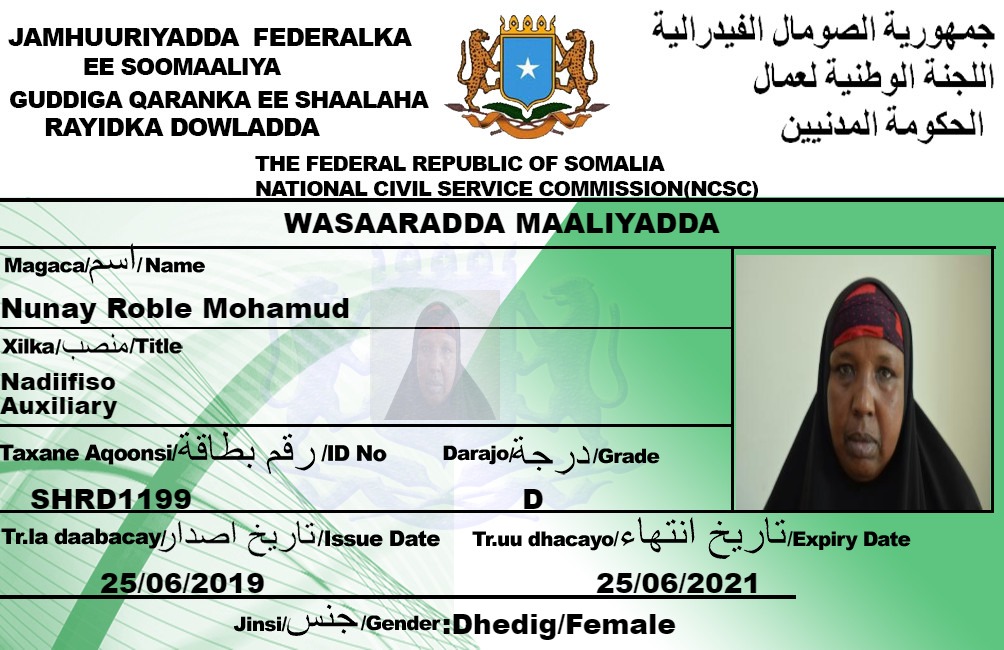 JAMHUURIYADDA FEDERALKA
EE SOOMAALIYA
GUDDIGA QARANKA EE SHAALAHA
RAYIDKA DOWLADDA
جمهورية الصومال الفيدرالية
اللجنة الوطنية لعمال
الحكومة المدنيين
THE FEDERAL REPUBLIC OF SOMALIA
NATIONAL CIVIL SERVICE COMMISSION(NCSC)
WASAARADDA MAALIYADDA
Magaca/اسم/Name
Nunay Roble Mohamud
Xilka/منصب/Title
Nadiifiso
Auxiliary
Taxane Aqoonsi/رقم بطاقة/ID No Darajo/درجة/Grade
SHRD1199 D
Tr.la daabacay/تاريخ اصدار/Issue Date Tr.uu dhacayo/تاريخ انتهاء/Expiry Date
25/06/2019 25/06/2021
Jinsi/جنس/Gender:Dhedig/Female